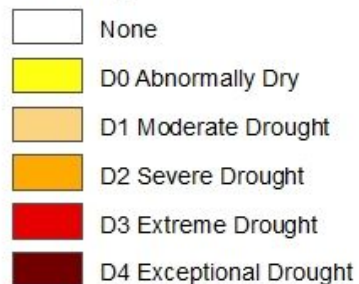 None
D0 Abnormally Dry
D1 Moderate Drought
D2 Severe Drought
D3 Extreme Drought
D4 Exceptional Drought